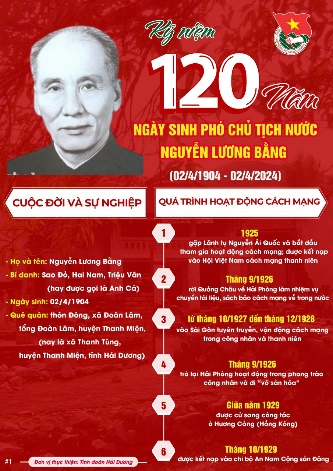 Kỷ niệm
120 Năm
NGÀY SINH PHÓ CHỦ TỊCH NƯỚC
NGUYỄN LƯƠNG BẰNG
(02/4/1904 - 02/4/2024)
CUỘC ĐỜI VÀ SỰ NGHIỆP
- Họ và tên: Nguyễn Lương Bằng
- Bí danh: Sao Đỏ, Hai Nam, Triệu Vân
(hay được gọi là Anh Cả)
- Ngày sinh: 02/4/1904
- Quê quán: thôn Đông, xã Đoàn Lâm,
tổng Đoàn Lâm, huyện Thanh Miện,
(nay là xã Thanh Tùng,
huyện Thanh Miện, tỉnh Hải Dương)
QUÁ TRÌNH HOẠT ĐỘNG CÁCH MẠNG
1
1925
gặp Lãnh tụ Nguyễn Ái Quốc và bắt đầu
tham gia hoạt động cách mạng; được kết nạp
vào Hội Việt Nam cách mạng thanh niên
2
Tháng 9/1926
rời Quảng Châu về Hải Phòng làm nhiệm vụ
chuyển tài liệu, sách báo cách mạng về trong nước
3
từ tháng 10/1927 đến tháng 12/1928
vào Sài Gòn tuyên truyền, vận động cách mạng
trong công nhân và thanh niên
4
Tháng 9/1926
trở lại Hải Phòng hoạt động trong phong trào
công nhân và đi "vô sản hóa"
5
Giữa năm 1929
được cử sang công tác
ở Hương Cảng (Hồng Kông)
6
Tháng 10/1929
được kết nạp vào chi bộ An Nam Cộng sản Đảng
#1
Đơn vị thực hiện: Tỉnh đoàn Hải Dương